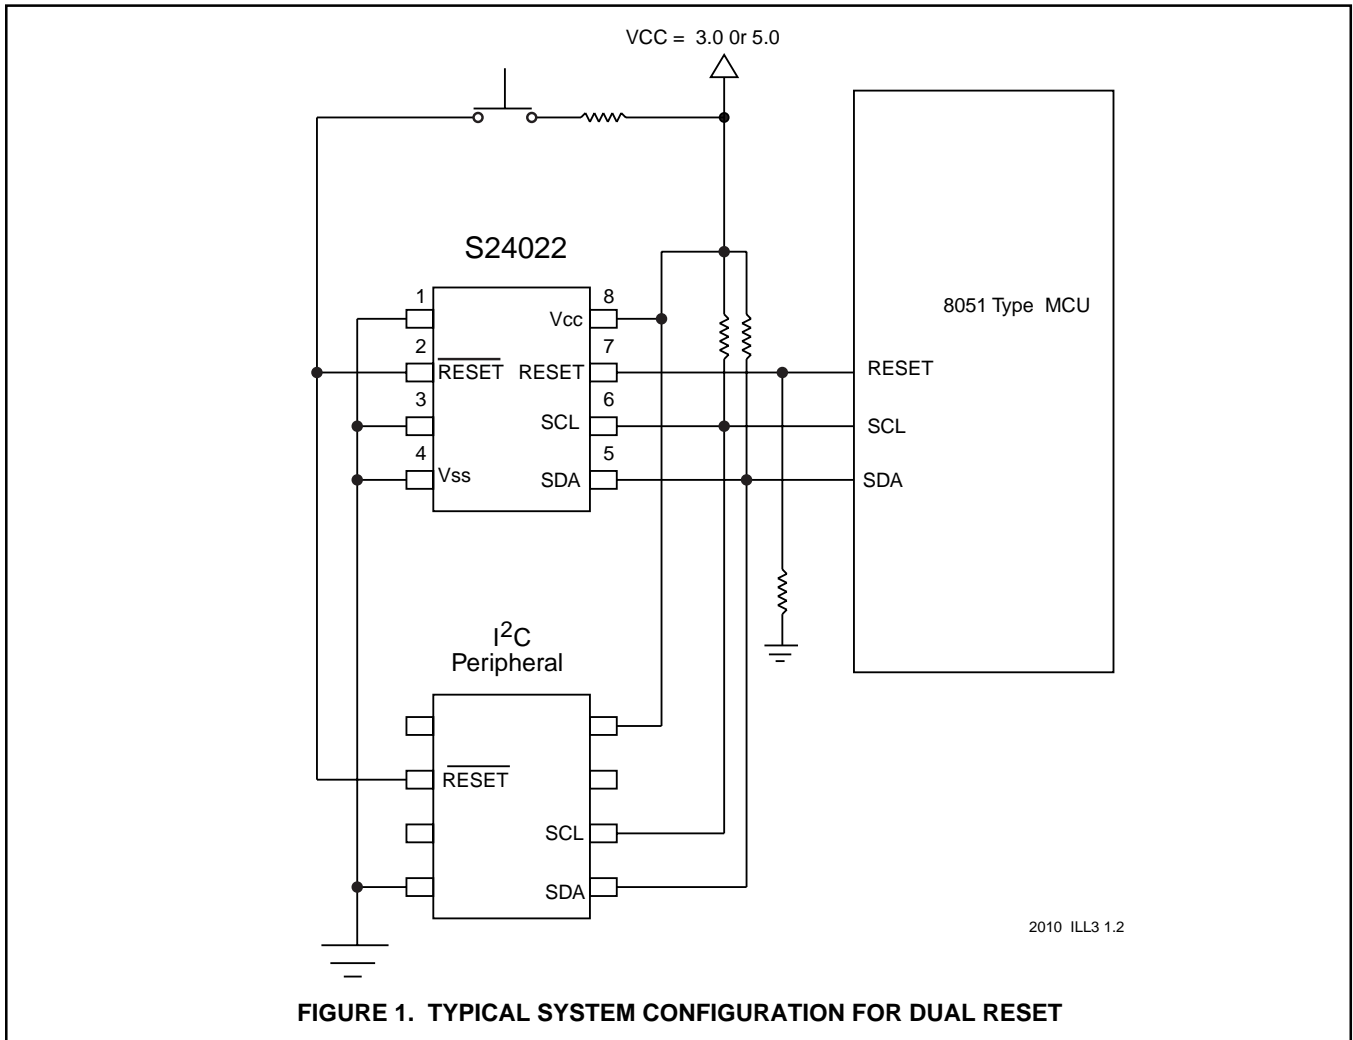 VCC = 3.0 0r 5.0
S24022
1
8
Vcc
2
7
RESET
RESET
3
6
SCL
4
5
Vss
SDA
8051 Type MCU
RESET
SCL
SDA
I²C
Peripheral
RESET
SCL
SDA
2010 ILL3 1.2
FIGURE 1. TYPICAL SYSTEM CONFIGURATION FOR DUAL RESET